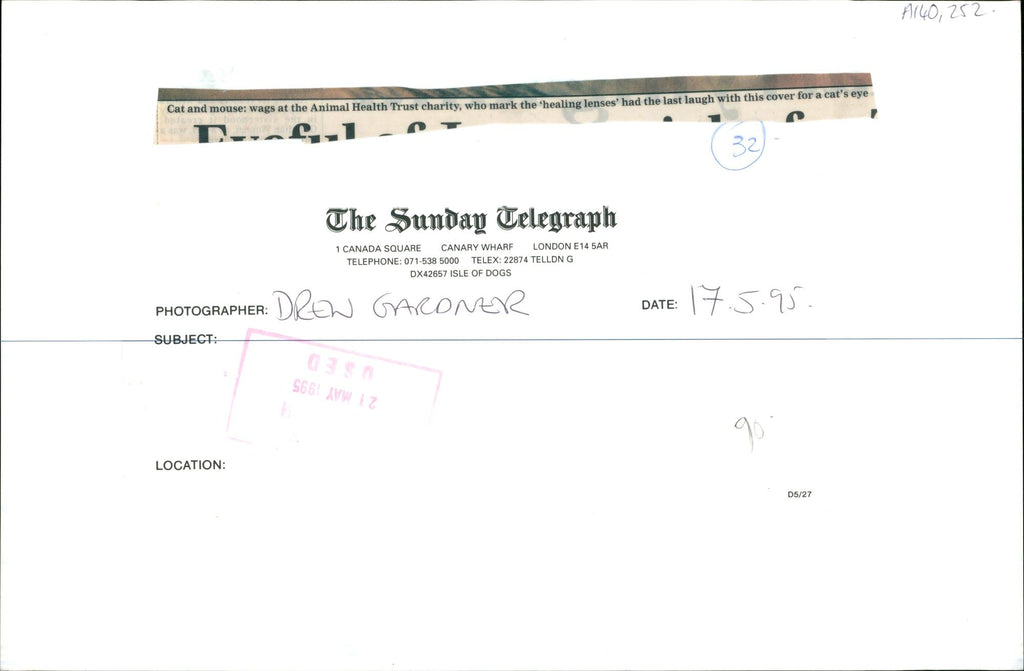 A140,252.
Cat and mouse: wags at the Animal Health Trust charity, who mark the 'healing lenses' had the last laugh with this cover for a cat's eye
32
The Sunday Telegraph
1 CANADA SQUARE CANARY WHARF LONDON E14 5AR
TELEPHONE: 071-538 5000 TELEX: 22874 TELLDN G
DX42657 ISLE OF DOGS
PHOTOGRAPHER: DREW GARDNER DATE: 17.5.95.
SUBJECT:
USED
21 MAY 1995
90
LOCATION:
D5/27